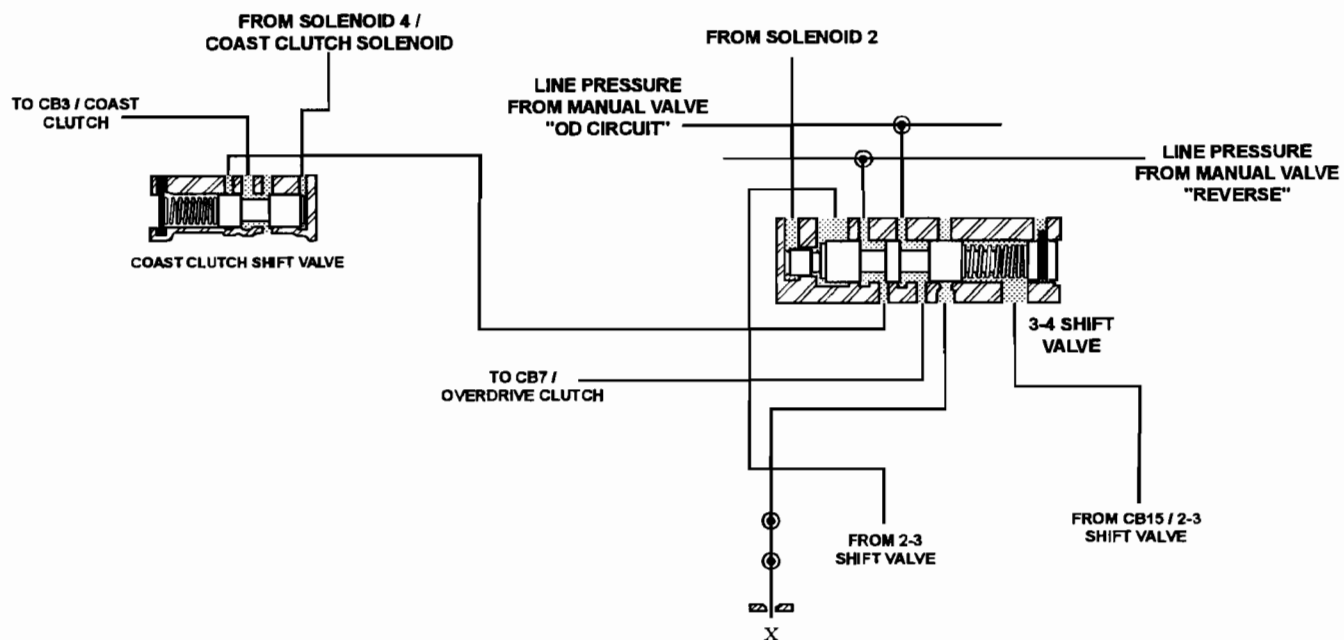 FROM SOLENOID 4 /
COAST CLUTCH SOLENOID
FROM SOLENOID 2
LINE PRESSURE
FROM MANUAL VALVE
"OD CIRCUIT"
TO CB3 / COAST
CLUTCH
LINE PRESSURE
FROM MANUAL VALVE
"REVERSE"
COAST CLUTCH SHIFT VALVE
3-4 SHIFT
VALVE
TO CB7 /
OVERDRIVE CLUTCH
FROM 2-3
SHIFT VALVE
FROM CB15 / 2-3
SHIFT VALVE
X